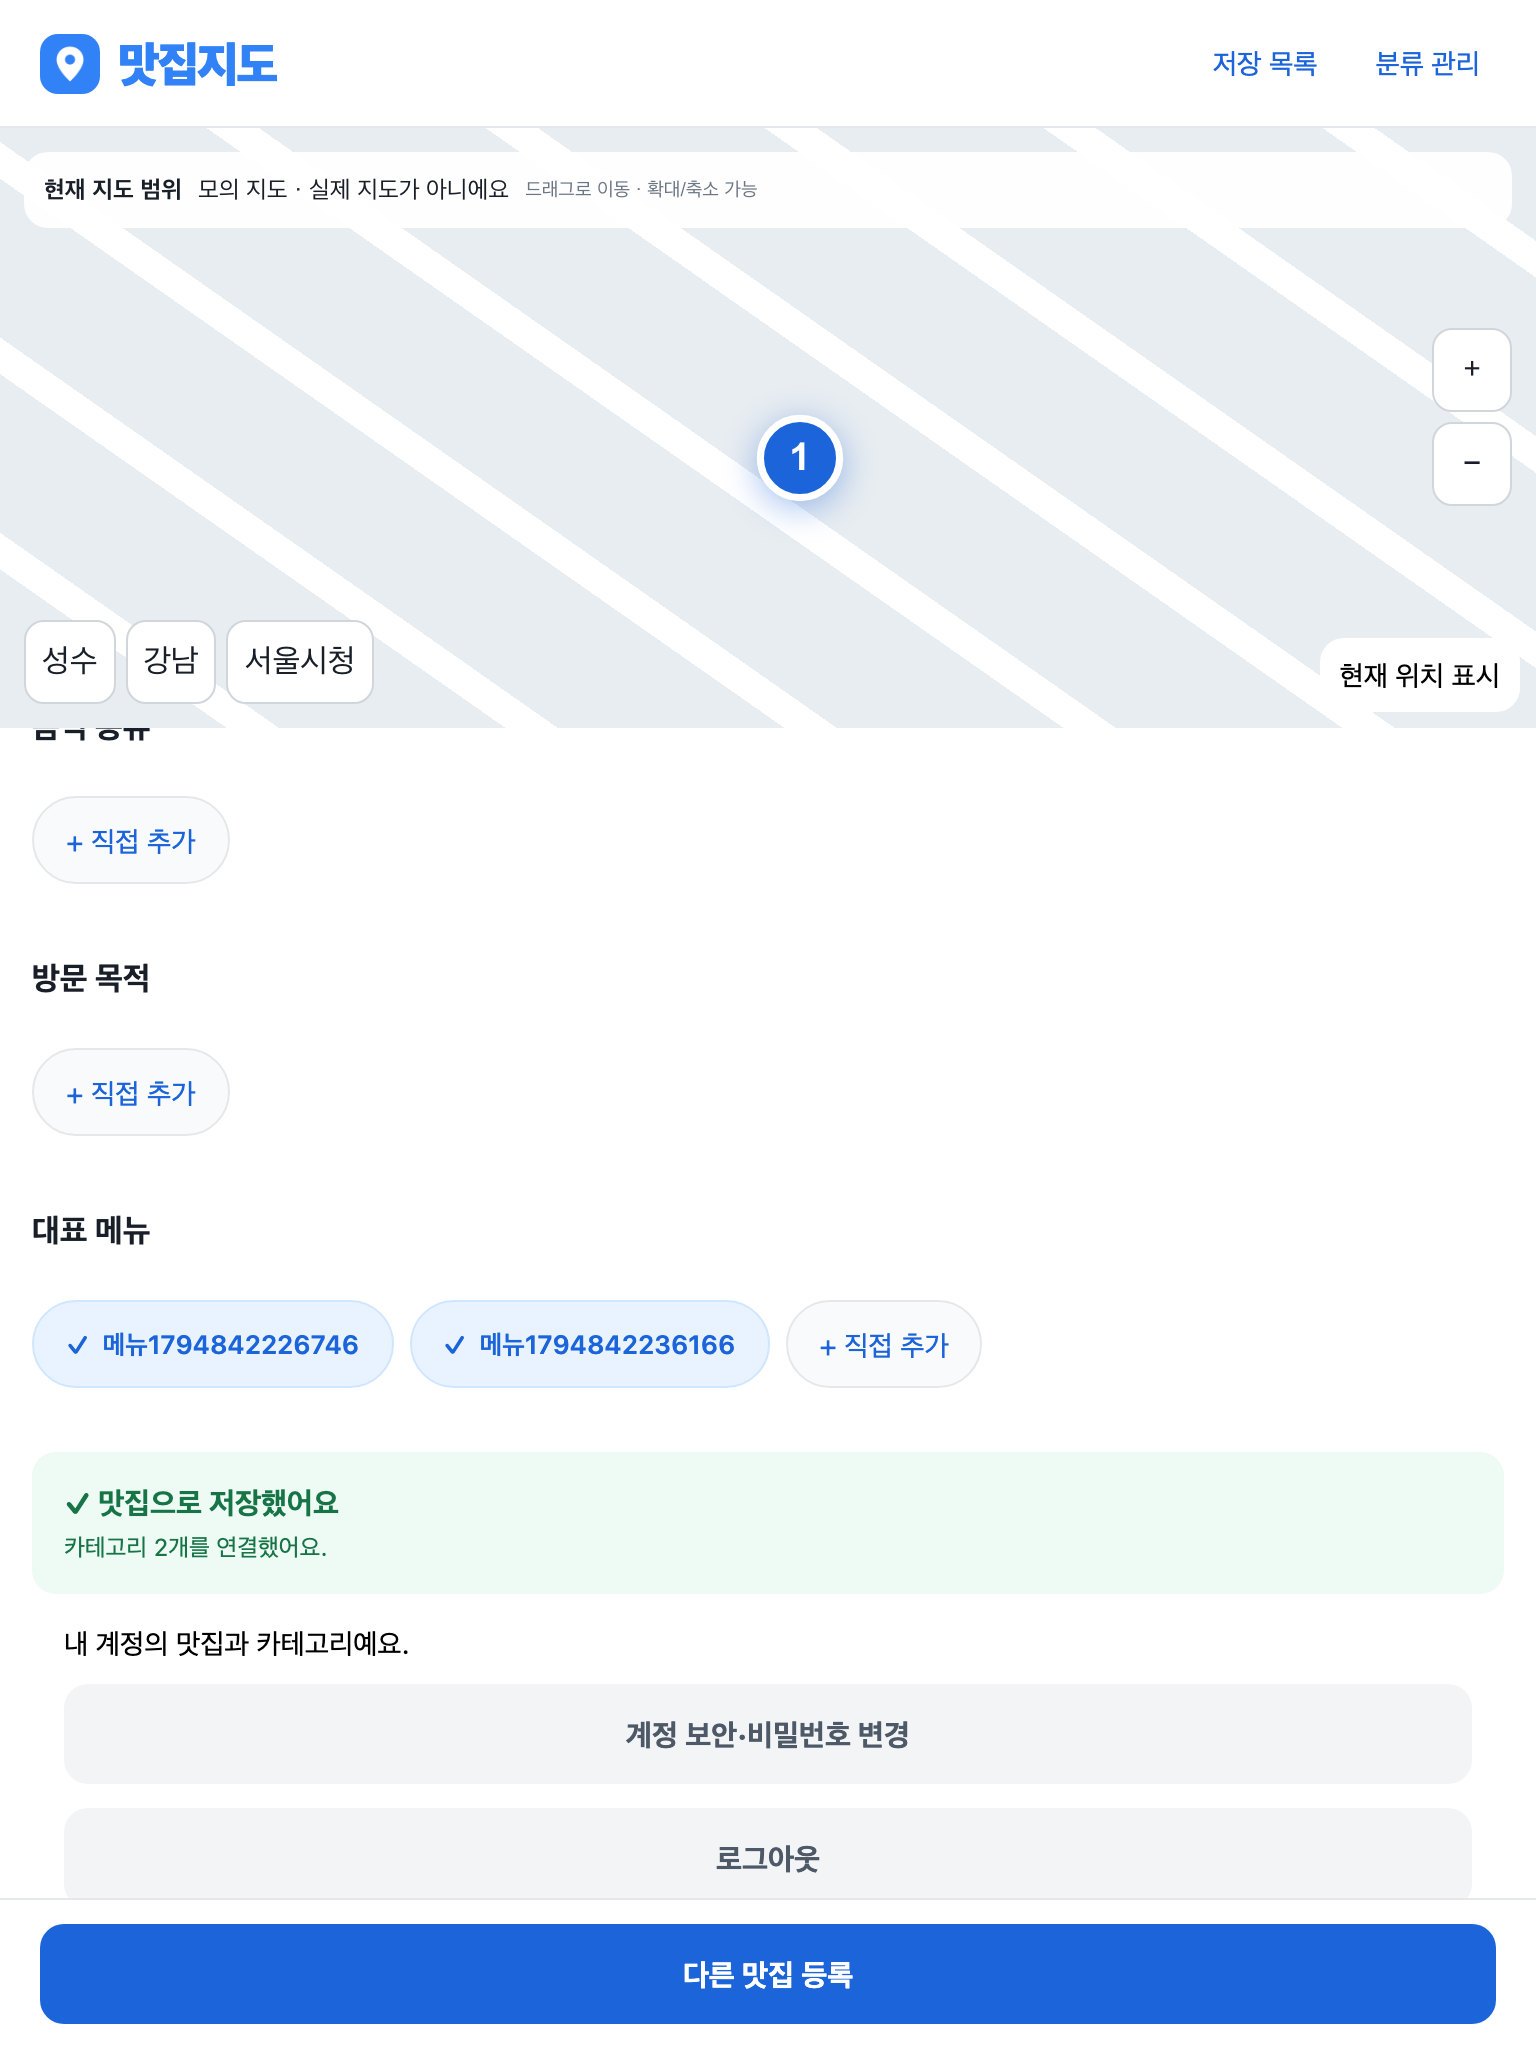 맛집지도
저장 목록 분류 관리
현재 지도 범위 모의 지도 · 실제 지도가 아니에요 드래그로 이동 · 확대/축소 가능
+
1
−
성수 강남 서울시청
현재 위치 표시
+ 직접 추가
방문 목적
+ 직접 추가
대표 메뉴
✓ 메뉴1794842226746 ✓ 메뉴1794842236166 + 직접 추가
✓ 맛집으로 저장했어요
카테고리 2개를 연결했어요.
내 계정의 맛집과 카테고리예요.
계정 보안·비밀번호 변경
로그아웃
다른 맛집 등록